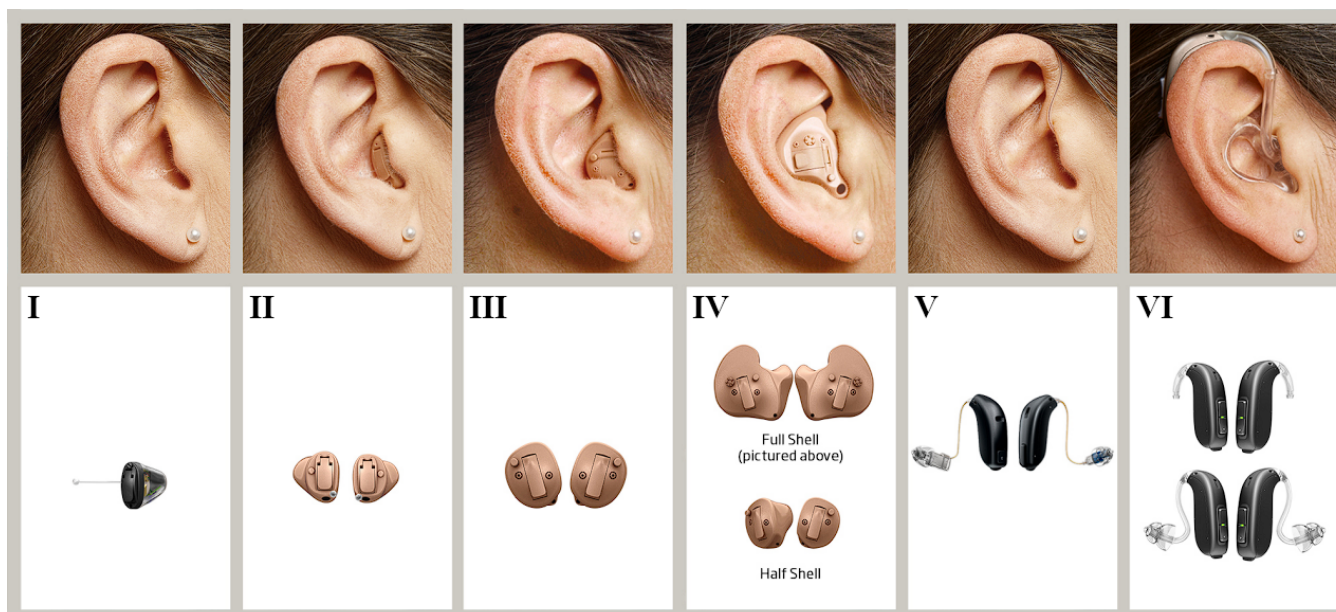 I
II
III
IV
V
VI
Full Shell
(pictured above)
Half Shell